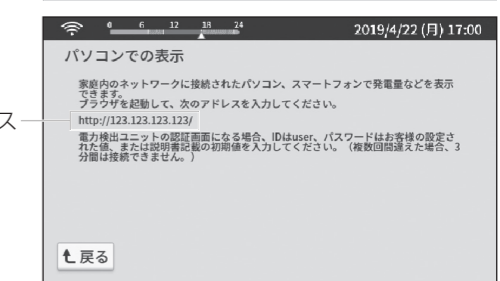 0 6 12 18 24 2019/4/22 (月) 17:00
パソコンでの表示
家庭内のネットワークに接続されたパソコン、スマートフォンで発電量などを表示
できます。
ブラウザを起動して、次のアドレスを入力してください。
ス
http://123.123.123.123/
電力検出ユニットの認証画面になる場合、IDはuser、パスワードはお客様の設定さ
れた値、または説明書記載の初期値を入力してください。（複数回間違えた場合、3
分間は接続できません。）
戻る